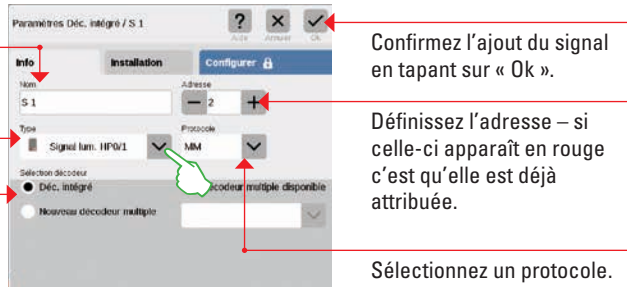 Paramètres Déc. intégré / S 1
Aide
Annuler
Ok
Info
Installation
Configurer
Nom
S 1
Adresse
2
Type
Signal lum. HP0/1
Protocole
MM
Sélection décodeur
Déc. intégré
codeur multiple disponible
Nouveau décodeur multiple
Confirmez l’ajout du signal
en tapant sur « Ok ».
Définissez l’adresse – si
celle-ci apparaît en rouge
c’est qu’elle est déjà
attribuée.
Sélectionnez un protocole.